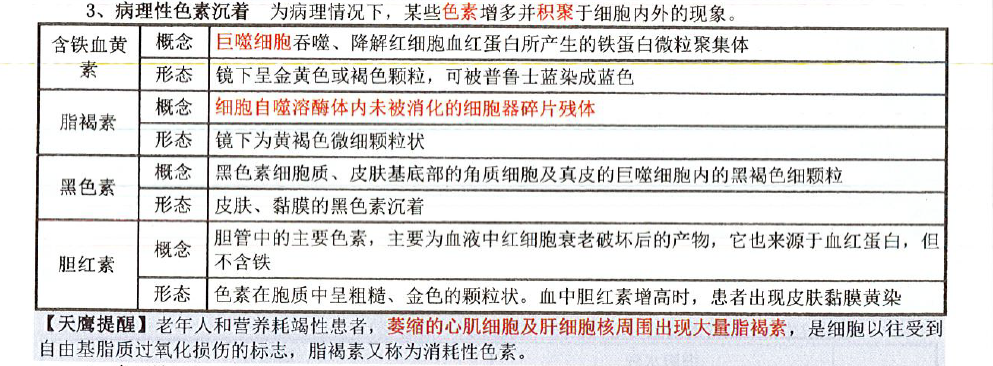 3、病理性色素沉着 为病理情况下，某些色素增多并积聚于细胞内外的现象。
含铁血黄素
概念
巨噬细胞吞噬、降解红细胞血红蛋白所产生的铁蛋白微粒聚集体
形态
镜下呈金黄色或褐色颗粒，可被普鲁士蓝染成蓝色
脂褐素
概念
细胞自噬溶酶体内未被消化的细胞器碎片残体
形态
镜下为黄褐色微细颗粒状
黑色素
概念
黑色素细胞质、皮肤基底部的角质细胞及真皮的巨噬细胞内的黑褐色细颗粒
形态
皮肤、黏膜的黑色素沉着
胆红素
概念
胆管中的主要色素，主要为血液中红细胞衰老破坏后的产物，它也来源于血红蛋白，但
不含铁
形态
色素在胞质中呈粗糙、金色的颗粒状。血中胆红素增高时，患者出现皮肤黏膜黄染
【天鹰提醒】老年人和营养耗竭性患者，萎缩的心肌细胞及肝细胞核周围出现大量脂褐素，是细胞以往受到
自由基脂质过氧化损伤的标志，脂褐素又称为消耗性色素。